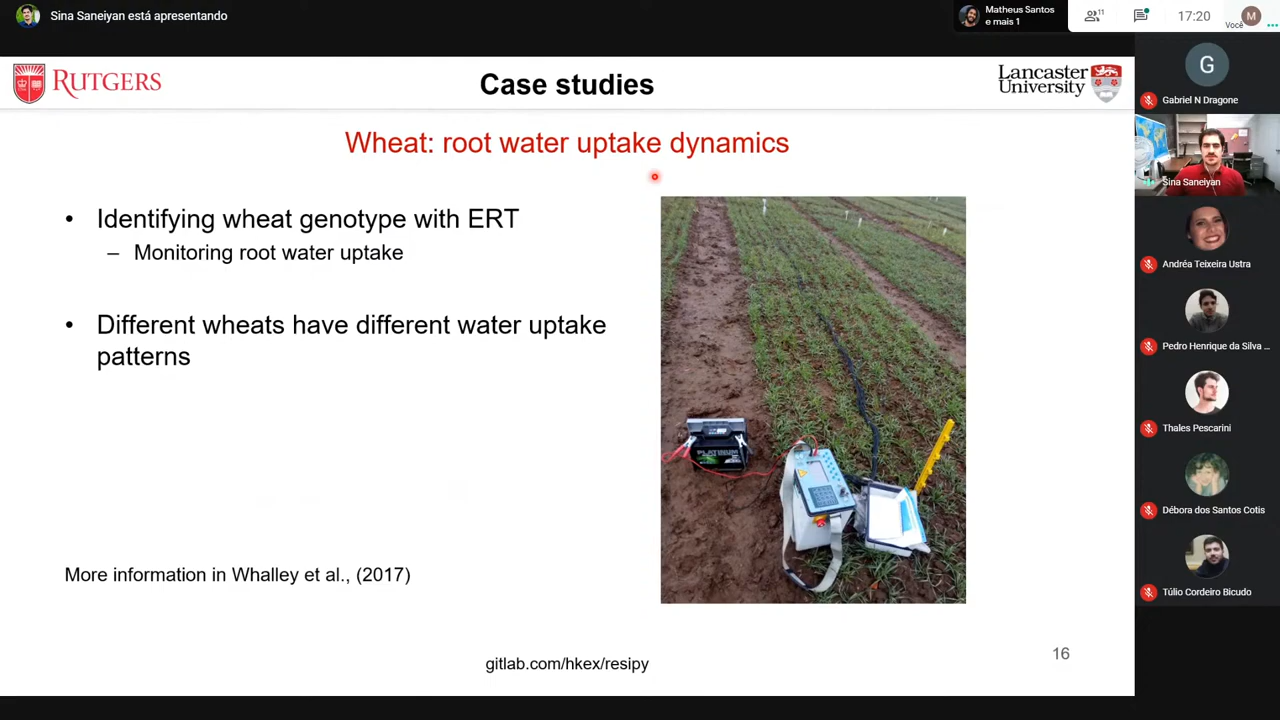 Sina Saneiyan está apresentando
Matheus Santos
e mais 1
11
17:20
Você
M
RUTGERS
Case studies
Lancaster
University
G
Gabriel N Dragone
Wheat: root water uptake dynamics
Sina Saneiyan
• Identifying wheat genotype with ERT
– Monitoring root water uptake
Andréa Teixeira Ustra
• Different wheats have different water uptake
patterns
Pedro Henrique da Silva ...
Thales Pescarini
PLATINUM
Débora dos Santos Cotis
More information in Whalley et al., (2017)
Túlio Cordeiro Bicudo
16
gitlab.com/hkex/resipy